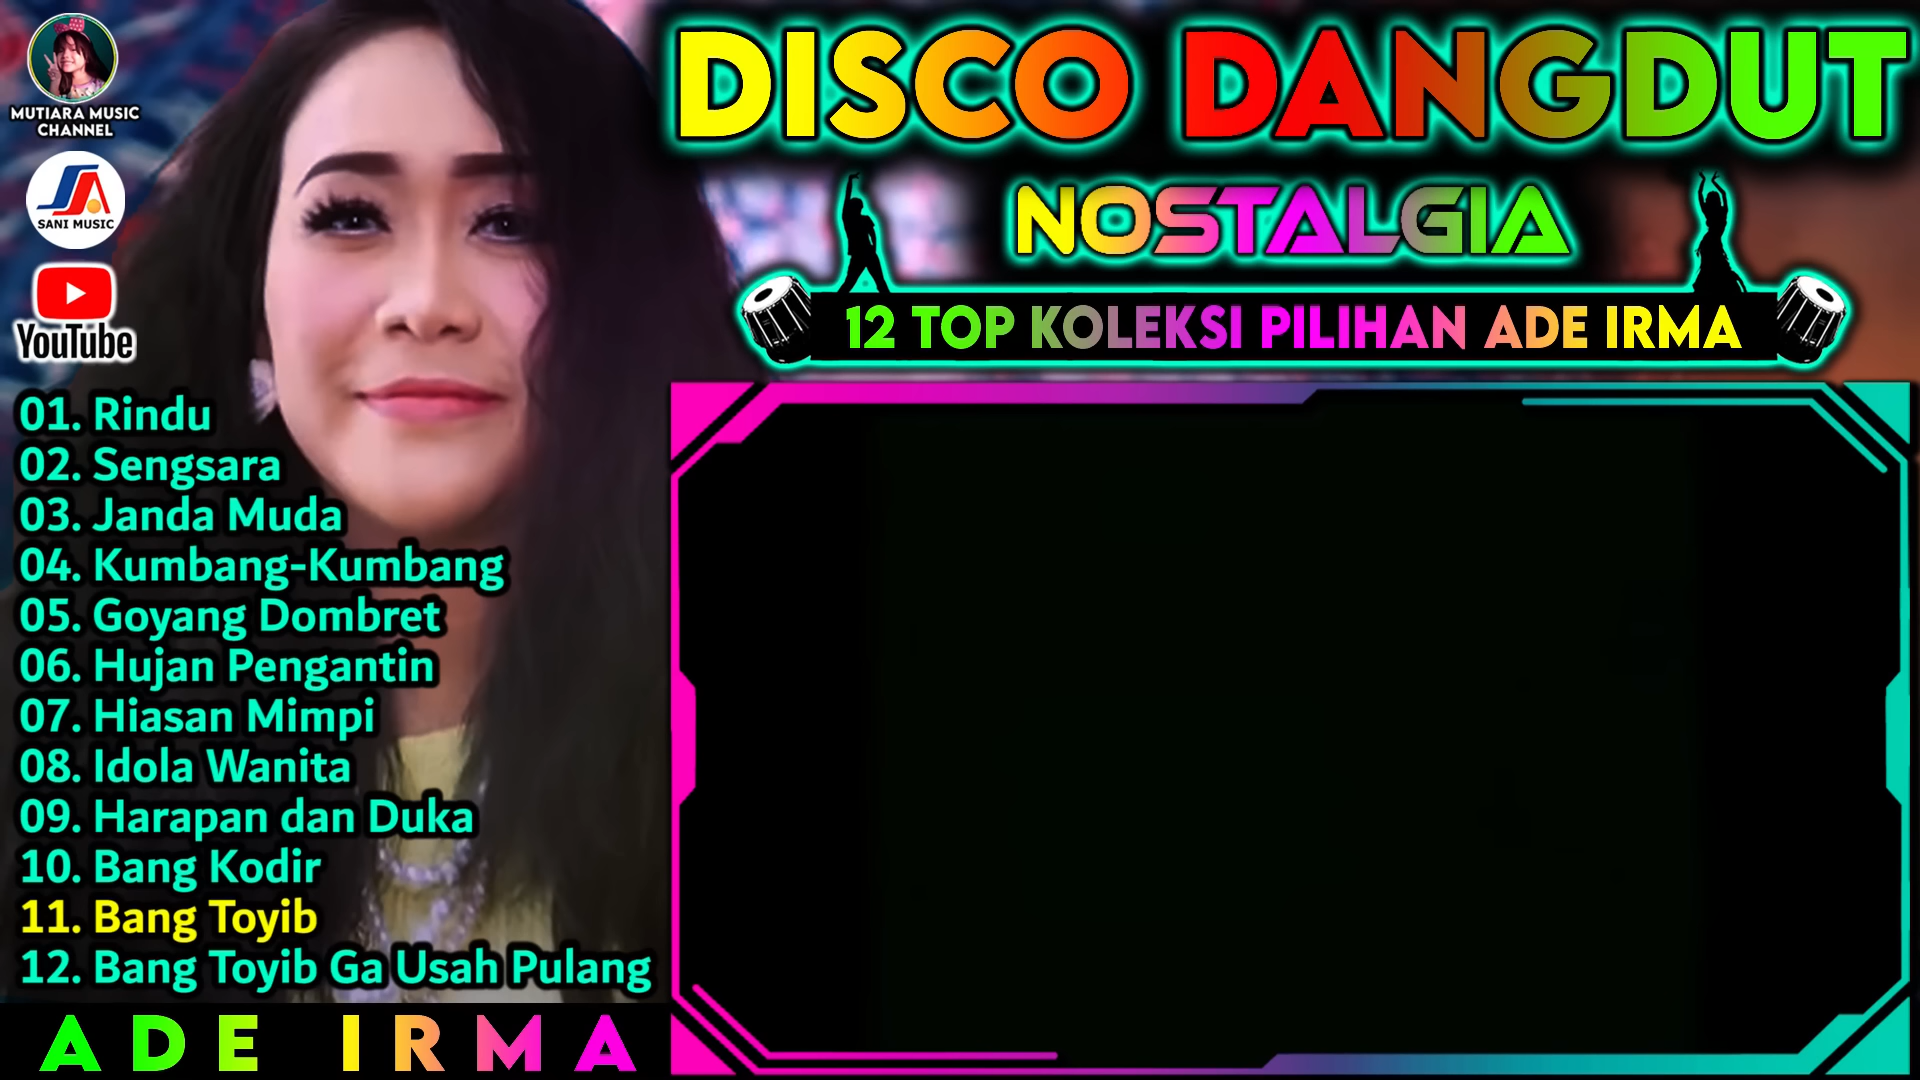 MUTIARA MUSIC
CHANNEL
SANI MUSIC
YouTube
DISCO DANGDUT
NOSTALGIA
12 TOP KOLEKSI PILIHAN ADE IRMA
01. Rindu
02. Sengsara
03. Janda Muda
04. Kumbang-Kumbang
05. Goyang Dombret
06. Hujan Pengantin
07. Hiasan Mimpi
08. Idola Wanita
09. Harapan dan Duka
10. Bang Kodir
11. Bang Toyib
12. Bang Toyib Ga Usah Pulang
ADE IRMA